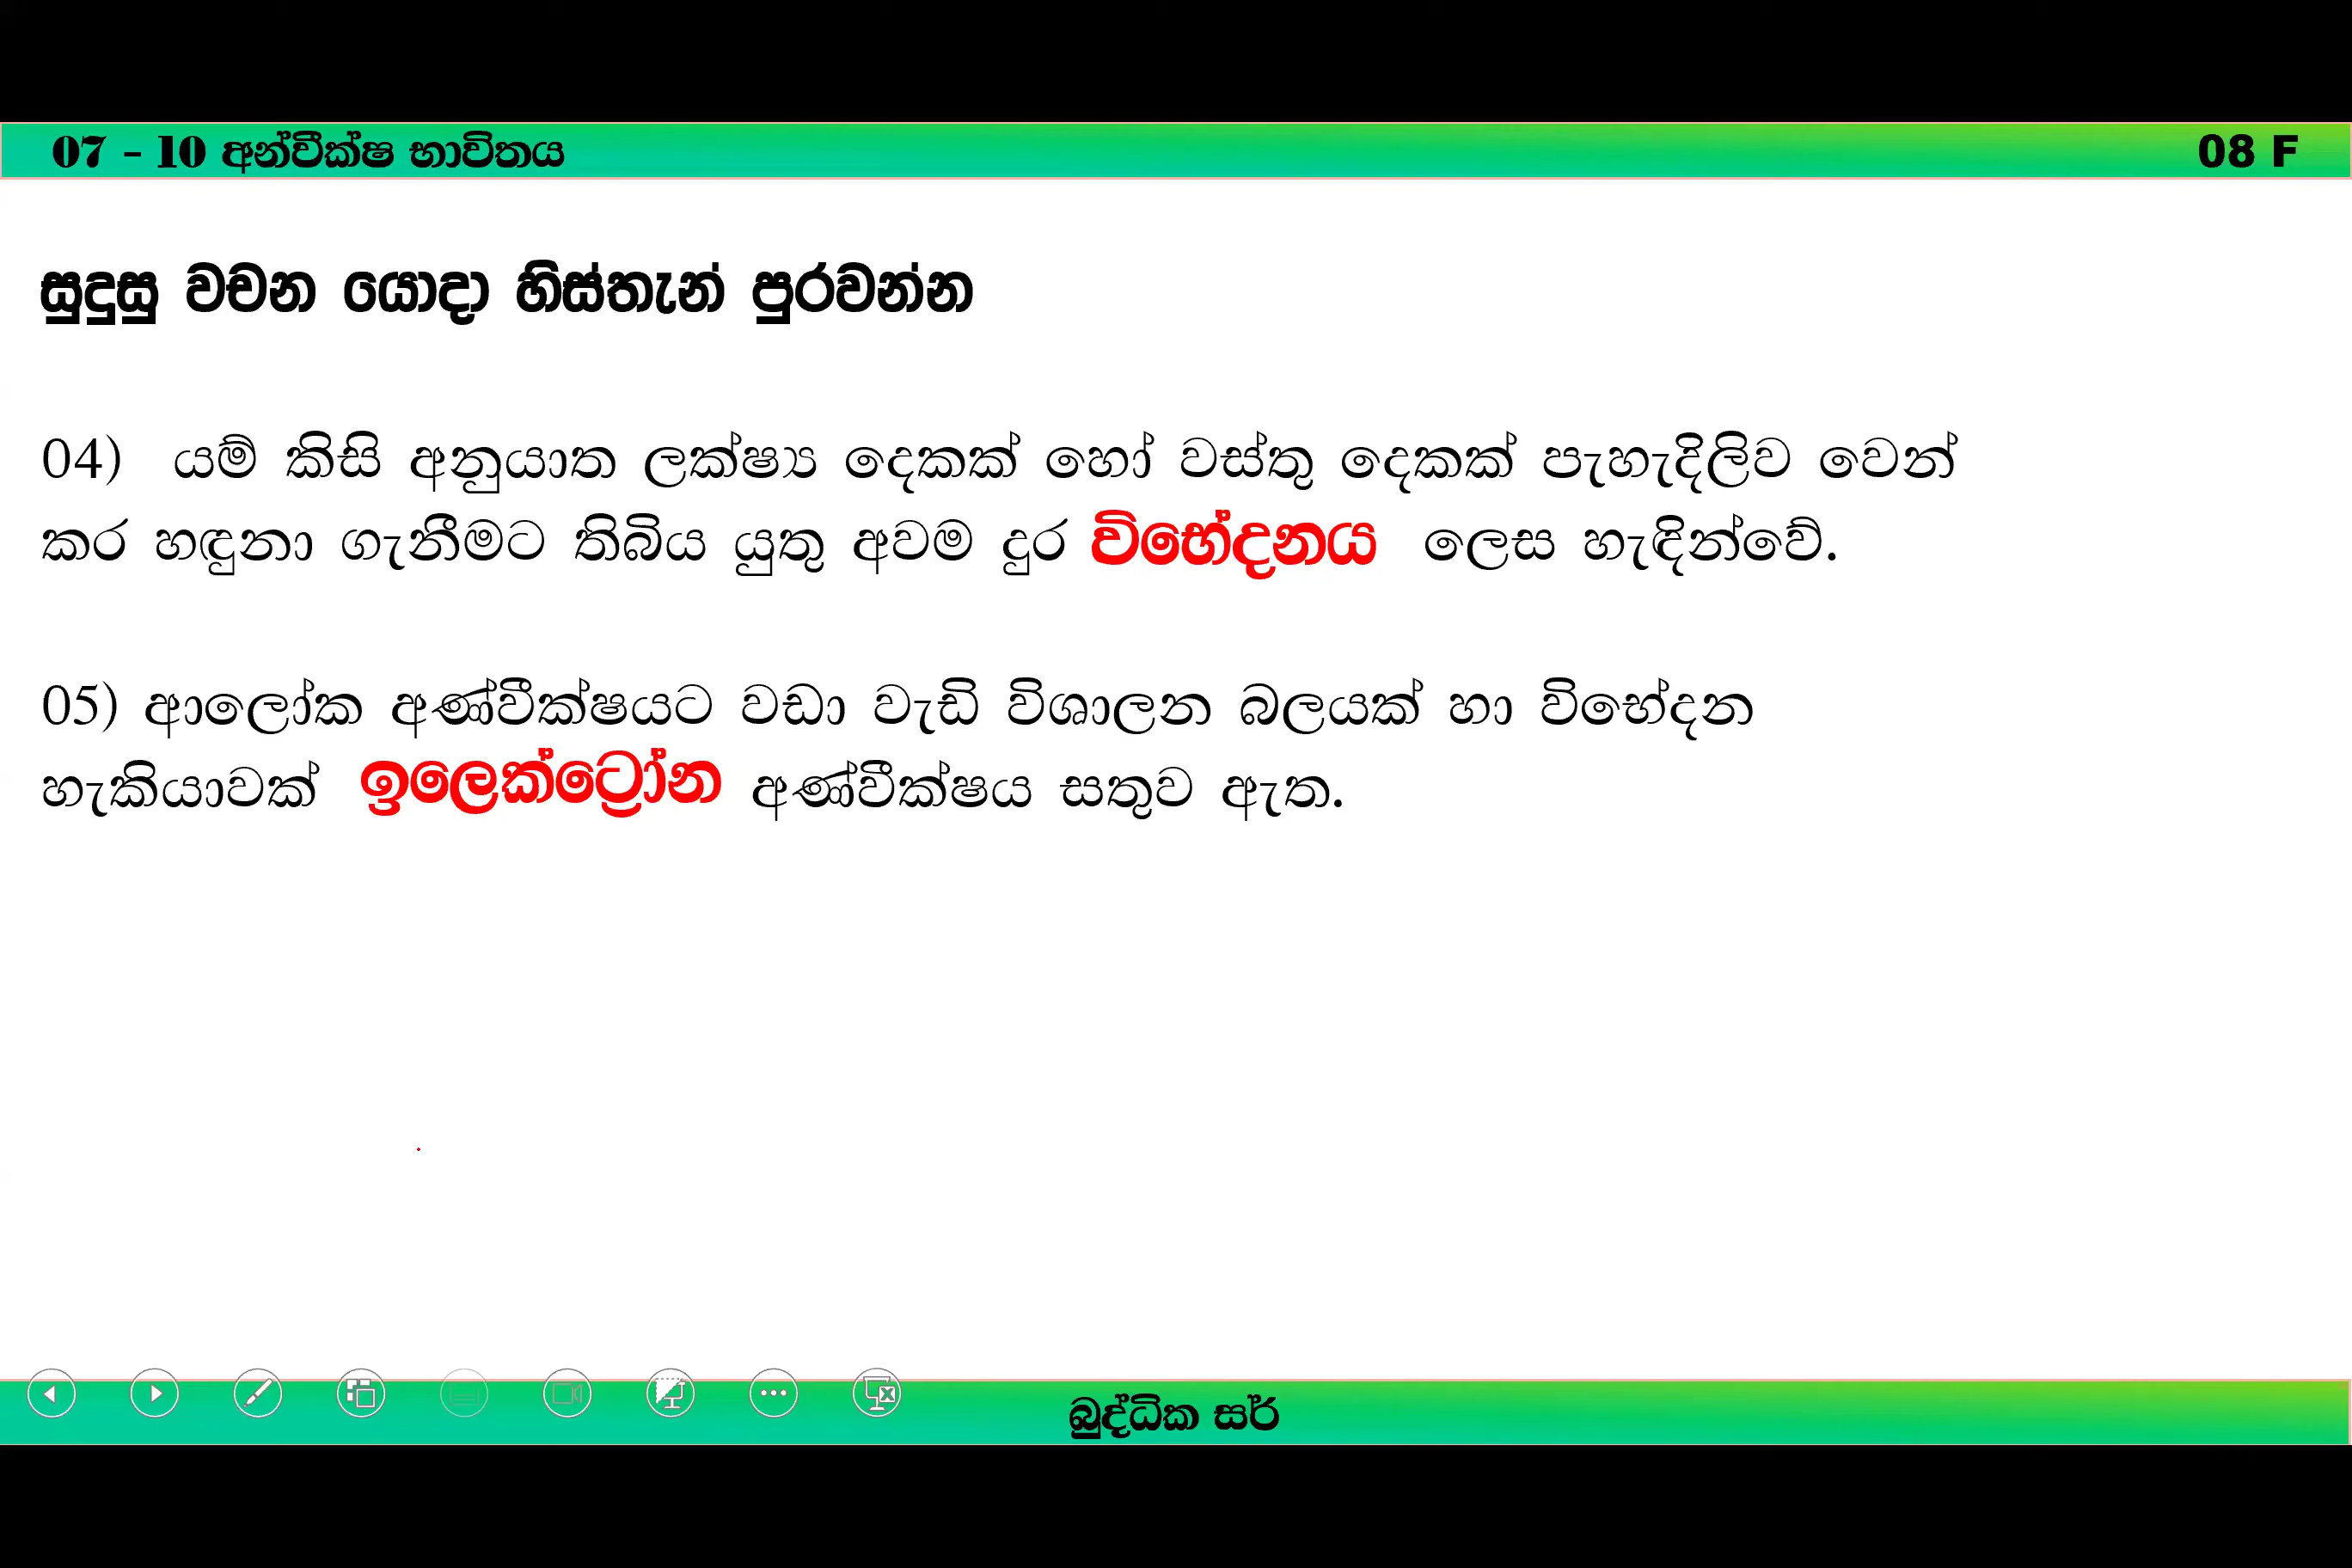 07 - 10 අන්වීක්ෂ භාවිතය
08 F
සුදුසු වචන යොදා හිස්තැන් පුරවන්න
04) යම් කිසි අනුයාත ලක්ෂ්‍ය දෙකක් හෝ වස්තු දෙකක් පැහැදිලිව වෙන්
කර හඳුනා ගැනීමට තිබිය යුතු අවම දුර විභේදනය ලෙස හැඳින්වේ.
05) ආලෝක අණ්වීක්ෂයට වඩා වැඩි විශාලන බලයක් හා විභේදන
හැකියාවක් ඉලෙක්ට්‍රෝන අණ්වීක්ෂය සතුව ඇත.
බුද්ධික සර්